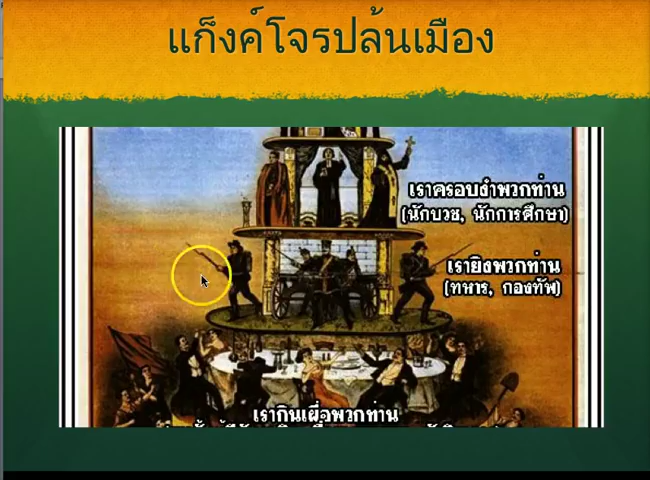 แก็งค์โจรปล้นเมือง
เราครอบงำพวกท่าน
(นักบวช, นักการศึกษา)
เรายิงพวกท่าน
(ทหาร, กองทัพ)
เรากินเผื่อพวกท่าน